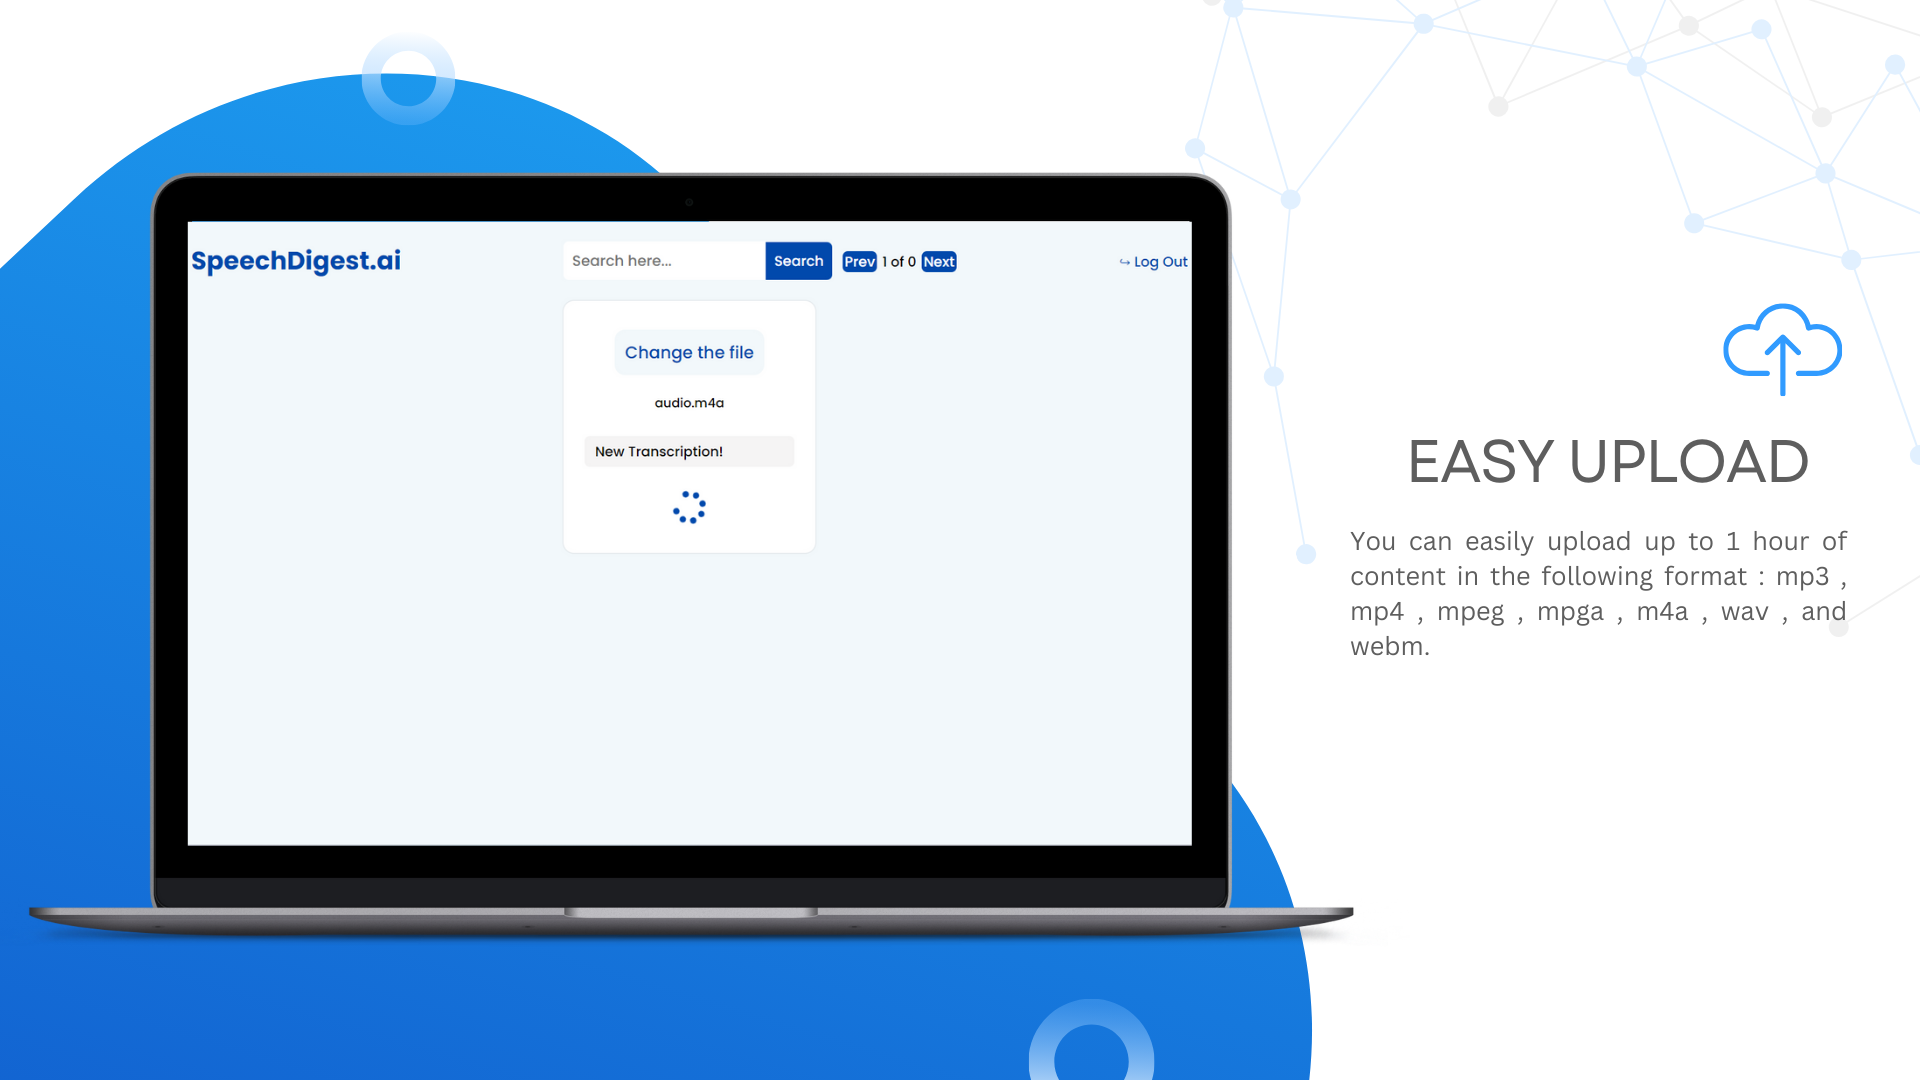 SpeechDigest.ai
Search here...
Search
Prev 1 of 0 Next
↪ Log Out
Change the file
audio.m4a
New Transcription!
EASY UPLOAD
You can easily upload up to 1 hour of
content in the following format : mp3 ,
mp4 , mpeg , mpga , m4a , wav , and
webm.